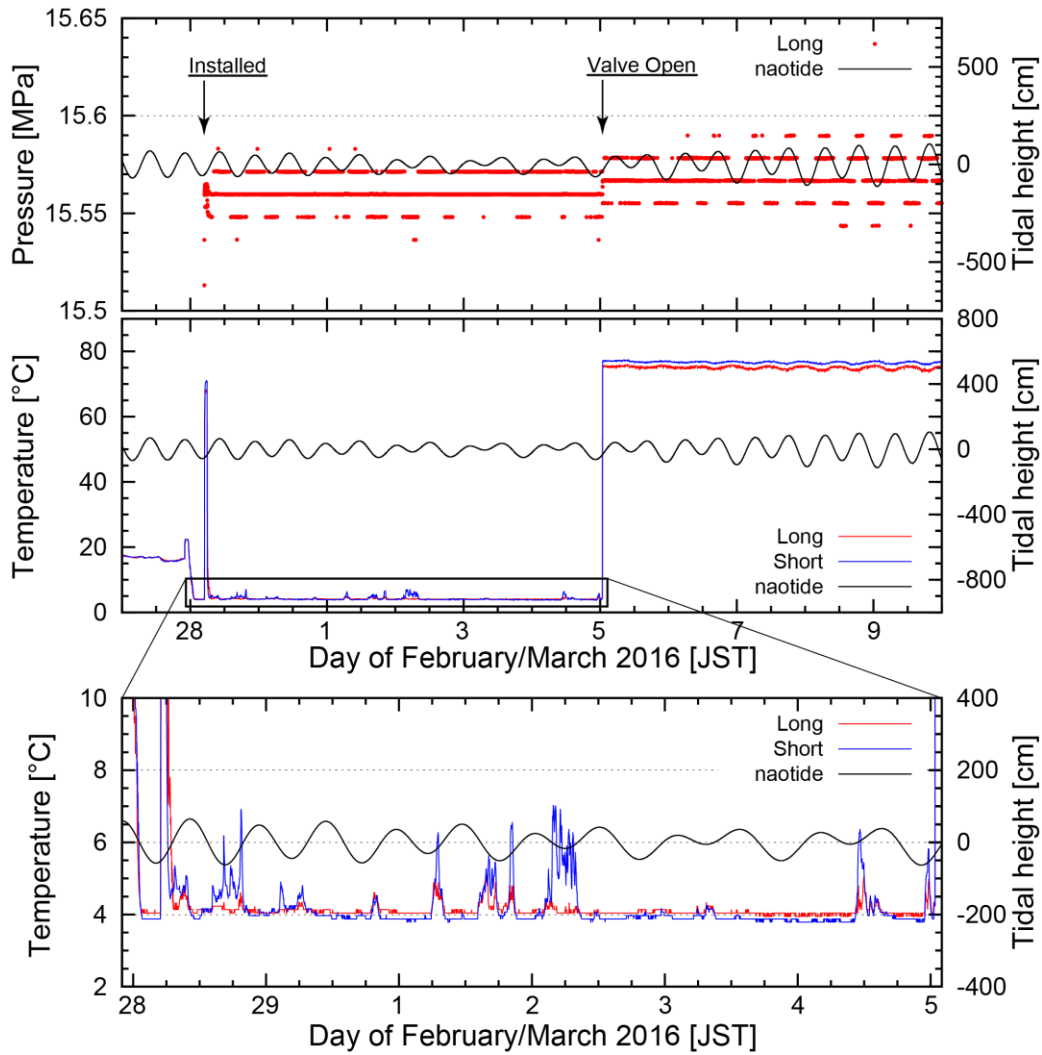 15.65
15.6
15.55
15.5
Pressure [MPa]
Installed
Valve Open
Long
naotide
500
0
-500
Tidal height [cm]
80
60
40
20
0
Temperature [°C]
Long
Short
naotide
800
400
0
-400
-800
Tidal height [cm]
28 1 3 5 7 9
Day of February/March 2016 [JST]
10
8
6
4
2
Temperature [°C]
Long
Short
naotide
400
200
0
-200
-400
Tidal height [cm]
28 29 1 2 3 4 5
Day of February/March 2016 [JST]